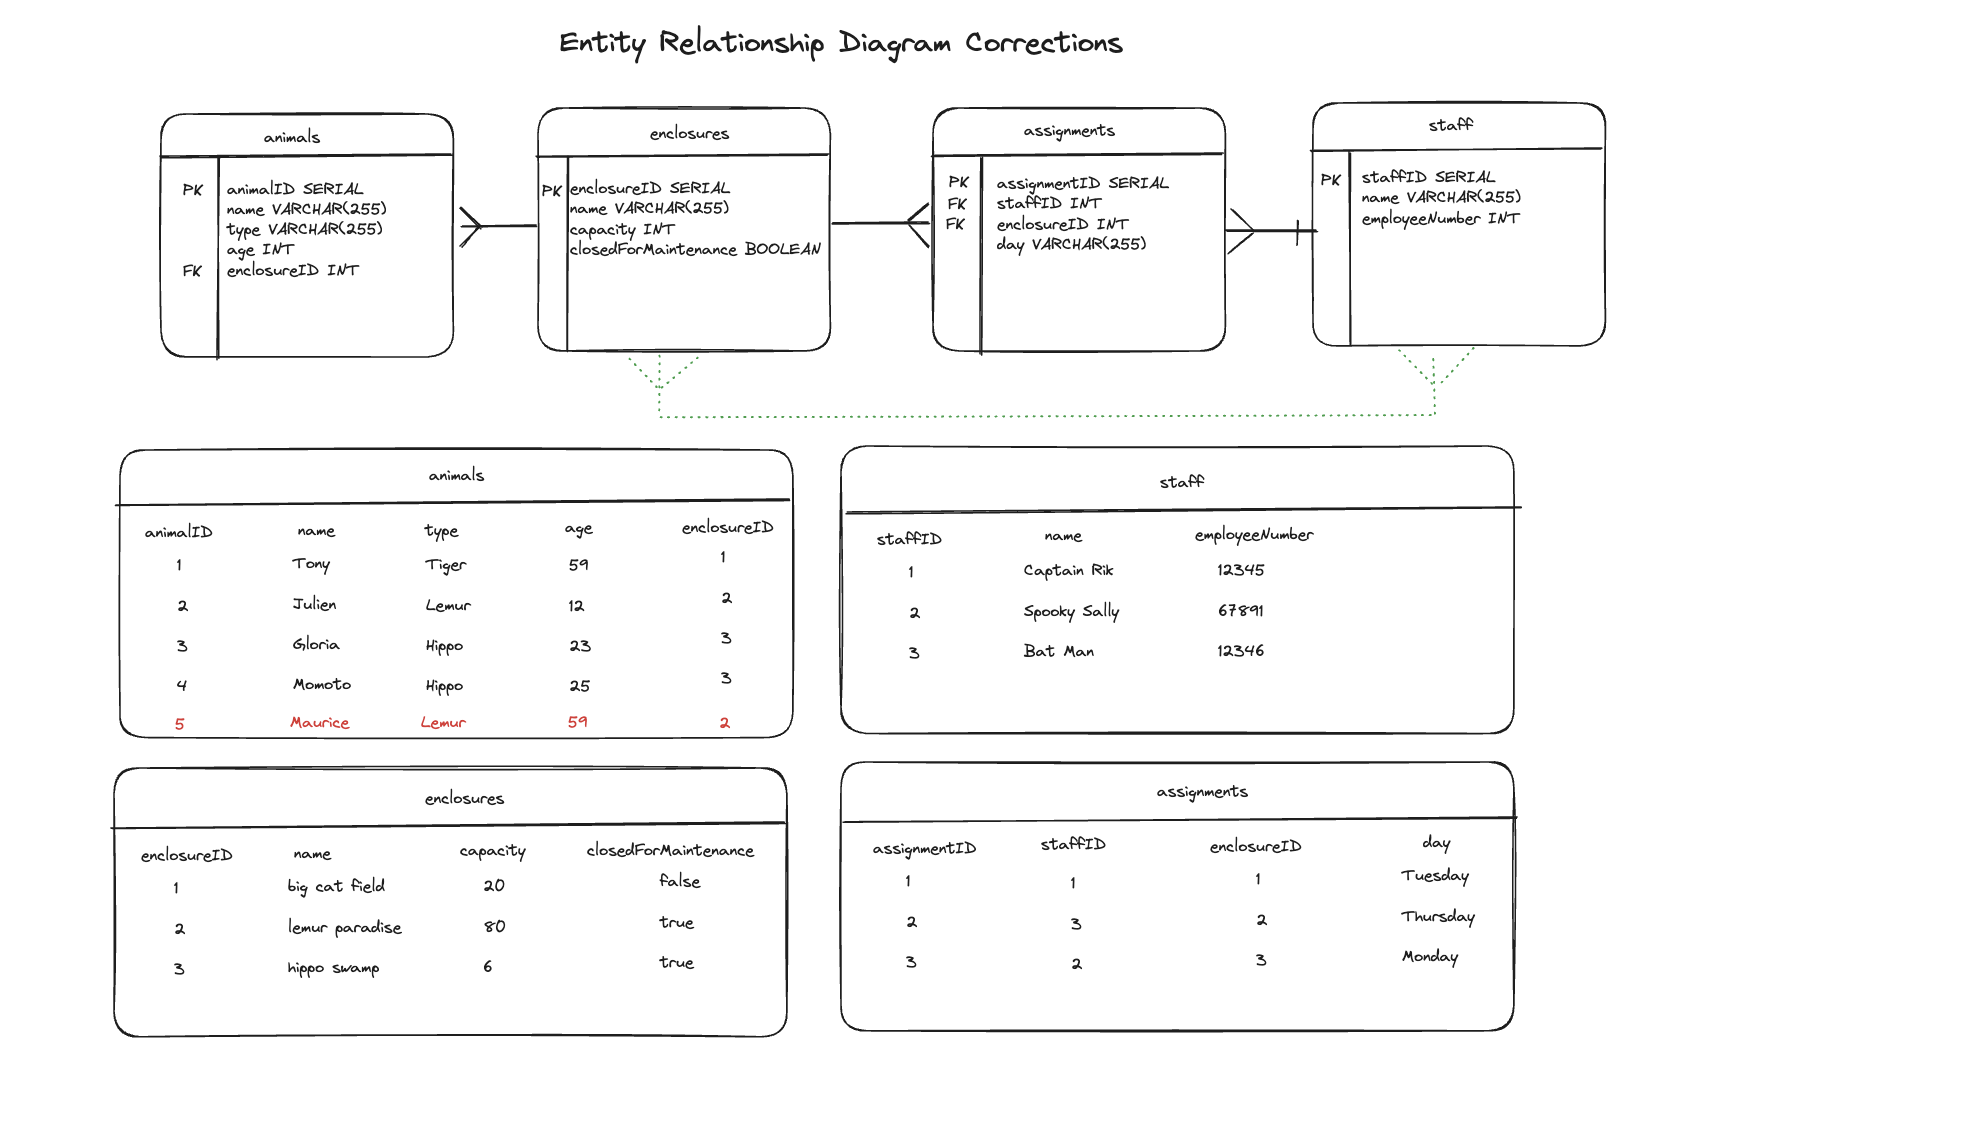 Entity Relationship Diagram Corrections
animals
PK animalID SERIAL
name VARCHAR(255)
type VARCHAR(255)
age INT
FK enclosureID INT
enclosures
PK enclosureID SERIAL
name VARCHAR(255)
capacity INT
closedForMaintenance BOOLEAN
assignments
PK assignmentID SERIAL
FK staffID INT
FK enclosureID INT
day VARCHAR(255)
staff
PK staffID SERIAL
name VARCHAR(255)
employeeNumber INT
animals
animalID name type age enclosureID
1 Tony Tiger 59 1
2 Julien Lemur 12 2
3 Gloria Hippo 23 3
4 Momoto Hippo 25 3
5 Maurice Lemur 59 2
staff
staffID name employeeNumber
1 Captain Rik 12345
2 Spooky Sally 67891
3 Bat Man 12346
enclosures
enclosureID name capacity closedForMaintenance
1 big cat field 20 false
2 lemur paradise 80 true
3 hippo swamp 6 true
assignments
assignmentID staffID enclosureID day
1 1 1 Tuesday
2 3 2 Thursday
3 2 3 Monday